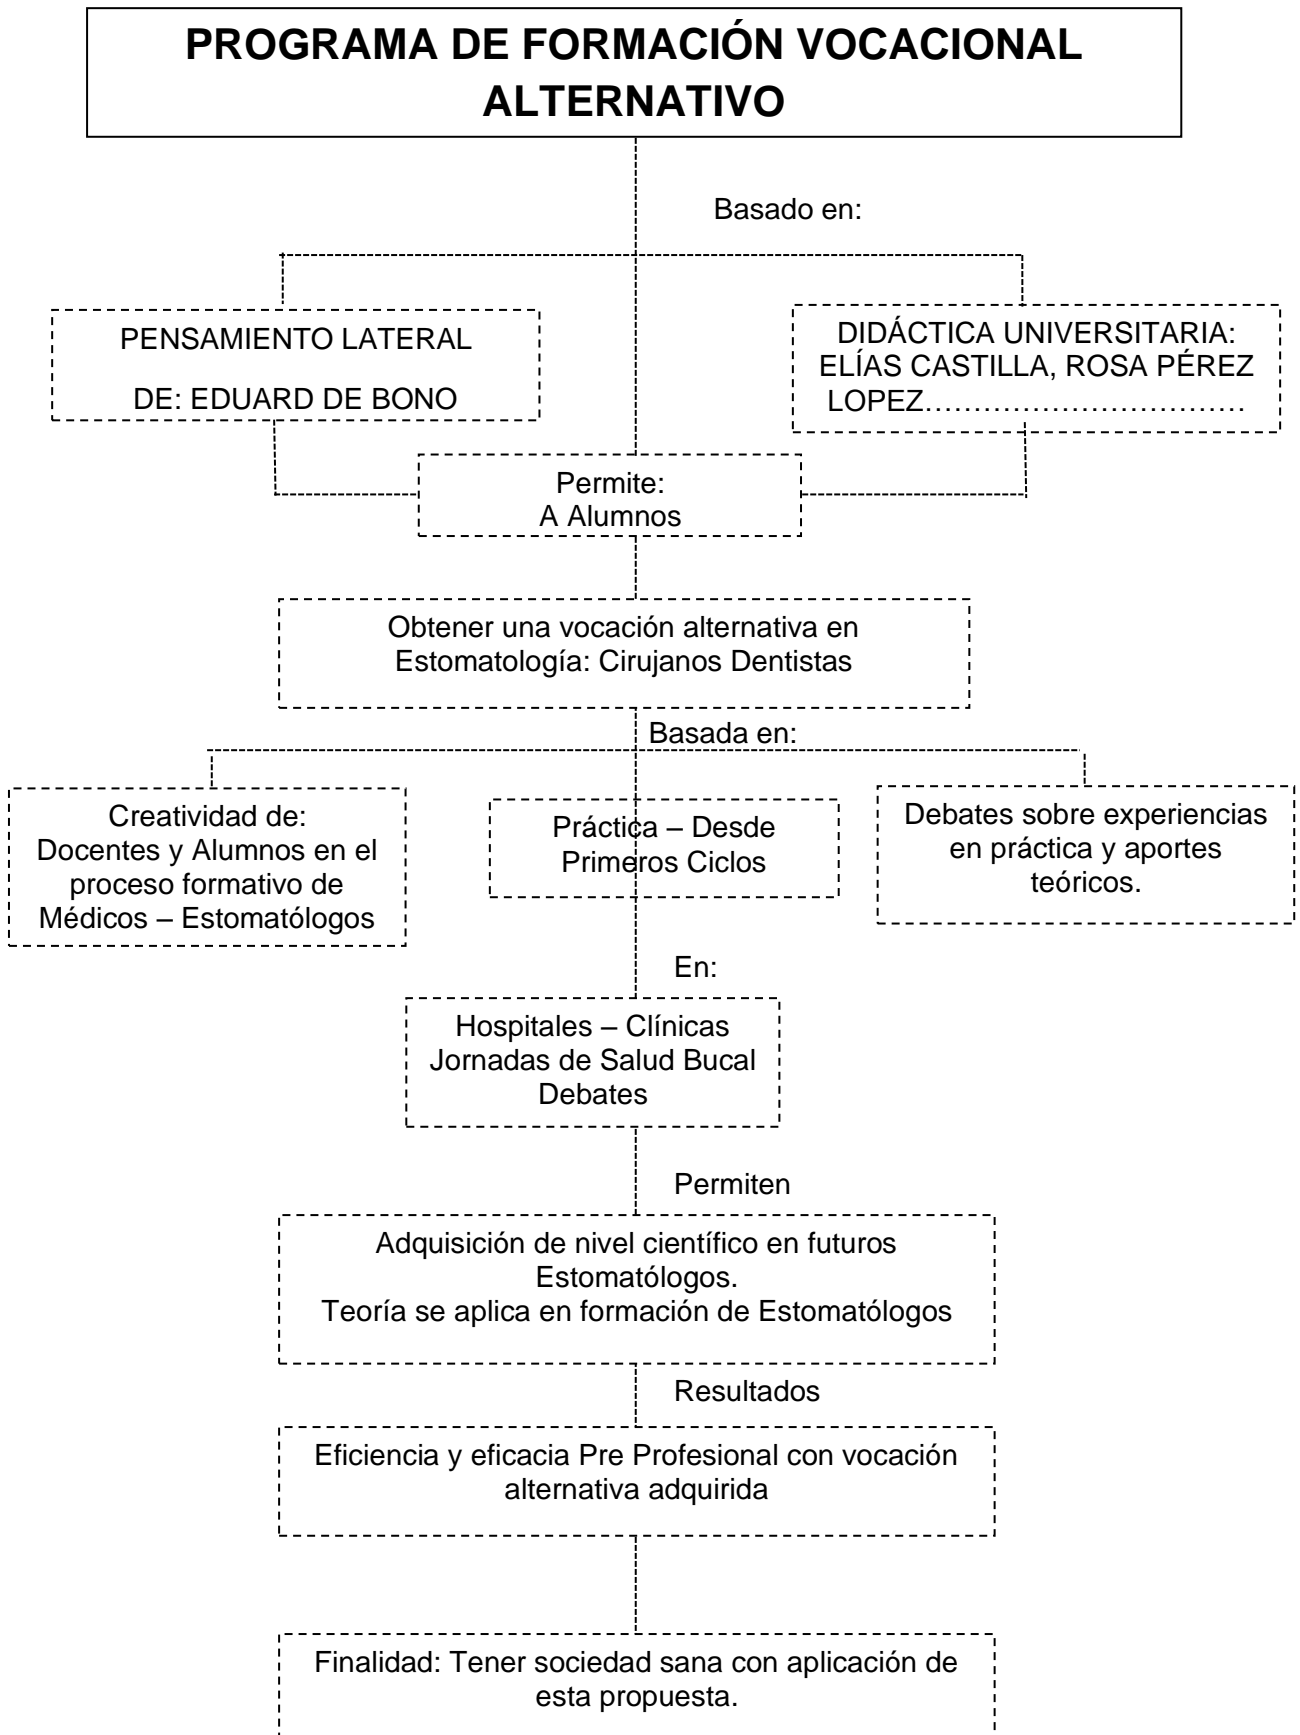 PROGRAMA DE FORMACIÓN VOCACIONAL
ALTERNATIVO
Basado en:
PENSAMIENTO LATERAL
DE: EDUARD DE BONO
DIDÁCTICA UNIVERSITARIA:
ELÍAS CASTILLA, ROSA PÉREZ
LOPEZ……………………………
Permite:
A Alumnos
Obtener una vocación alternativa en
Estomatología: Cirujanos Dentistas
Basada en:
Creatividad de:
Docentes y Alumnos en el
proceso formativo de
Médicos – Estomatólogos
Práctica – Desde
Primeros Ciclos
Debates sobre experiencias
en práctica y aportes
teóricos.
En:
Hospitales – Clínicas
Jornadas de Salud Bucal
Debates
Permiten
Adquisición de nivel científico en futuros
Estomatólogos.
Teoría se aplica en formación de Estomatólogos
Resultados
Eficiencia y eficacia Pre Profesional con vocación
alternativa adquirida
Finalidad: Tener sociedad sana con aplicación de
esta propuesta.